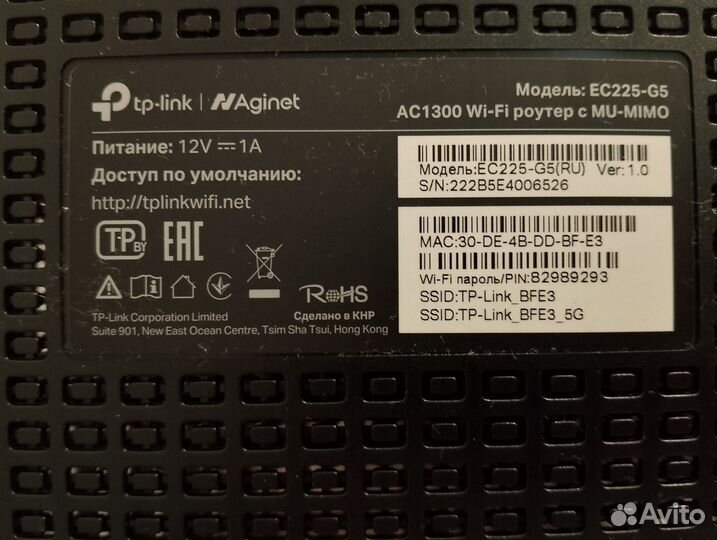 tp-link | Aginet
Модель: EC225-G5
AC1300 Wi-Fi роутер с MU-MIMO
Питание: 12V⎓1A
Доступ по умолчанию:
http://tplinkwifi.net
Модель:EC225-G5(RU) Ver:1.0
S/N:222B5E4006526
MAC:30-DE-4B-DD-BF-E3
Wi-Fi пароль/PIN:82989293
SSID:TP-Link_BFE3
SSID:TP-Link_BFE3_5G
TP BY EAC
RoHS
TP-Link Corporation Limited
Сделано в КНР
Suite 901, New East Ocean Centre, Tsim Sha Tsui, Hong Kong
Avito